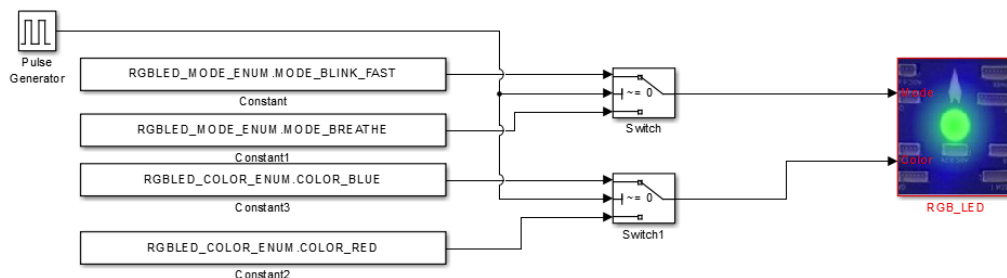 Pulse
Generator
RGBLED_MODE_ENUM.MODE_BLINK_FAST
Constant
RGBLED_MODE_ENUM.MODE_BREATHE
Constant1
RGBLED_COLOR_ENUM.COLOR_BLUE
Constant3
RGBLED_COLOR_ENUM.COLOR_RED
Constant2
~= 0
Switch
~= 0
Switch1
Mode
Color
RGB_LED